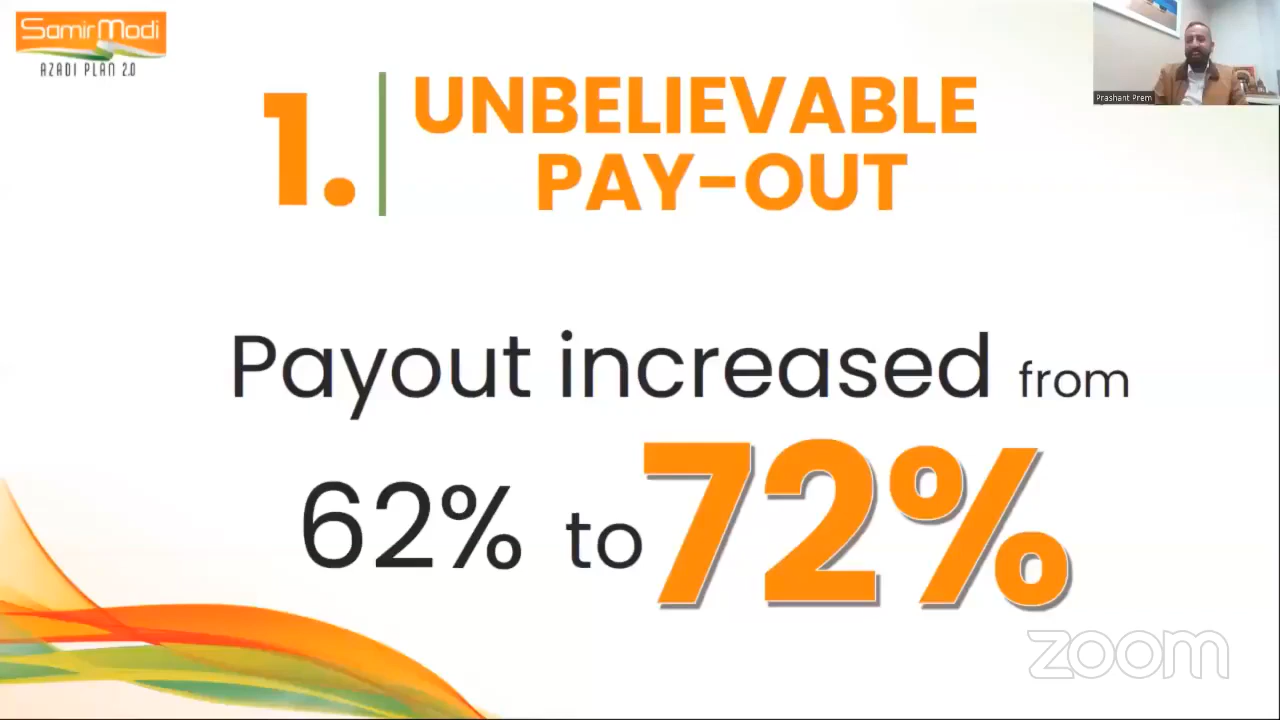 SamirModi
AZADI PLAN 2.0
Prashant Prem
1.
UNBELIEVABLE
PAY-OUT
Payout increased from
62% to 72%
zoom